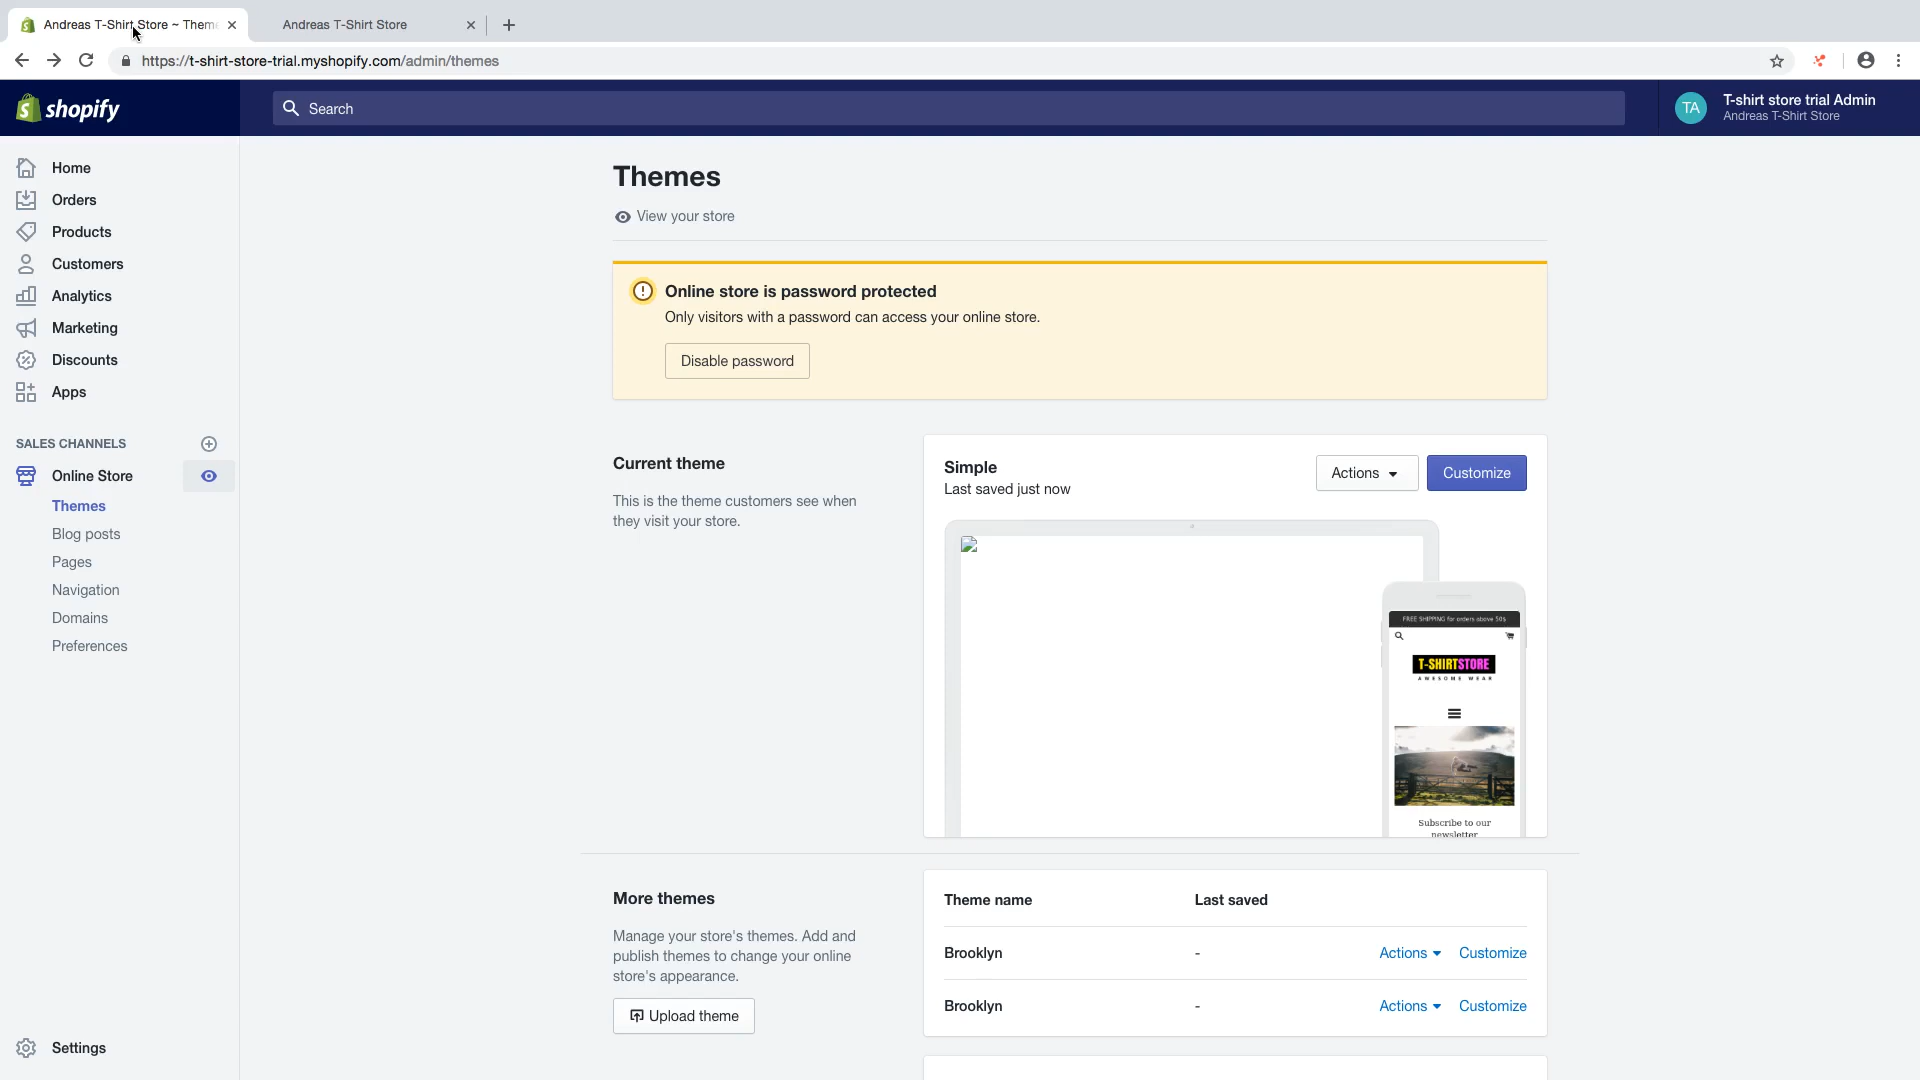 Andreas T-Shirt Store ~ Them
Andreas T-Shirt Store
https://t-shirt-store-trial.myshopify.com/admin/themes
shopify
Search
TA
T-shirt store trial Admin
Andreas T-Shirt Store
Home
Orders
Products
Customers
Analytics
Marketing
Discounts
Apps
SALES CHANNELS
Online Store
Themes
Blog posts
Pages
Navigation
Domains
Preferences
Settings
Themes
View your store
Online store is password protected
Only visitors with a password can access your online store.
Disable password
Current theme
This is the theme customers see when
they visit your store.
Simple
Last saved just now
Actions
Customize
FREE SHIPPING for orders above 50$
T-SHIRTSTORE
AWESOME WEAR
Subscribe to our
newsletter
More themes
Manage your store's themes. Add and
publish themes to change your online
store's appearance.
Upload theme
Theme name Last saved
Brooklyn - Actions Customize
Brooklyn - Actions Customize